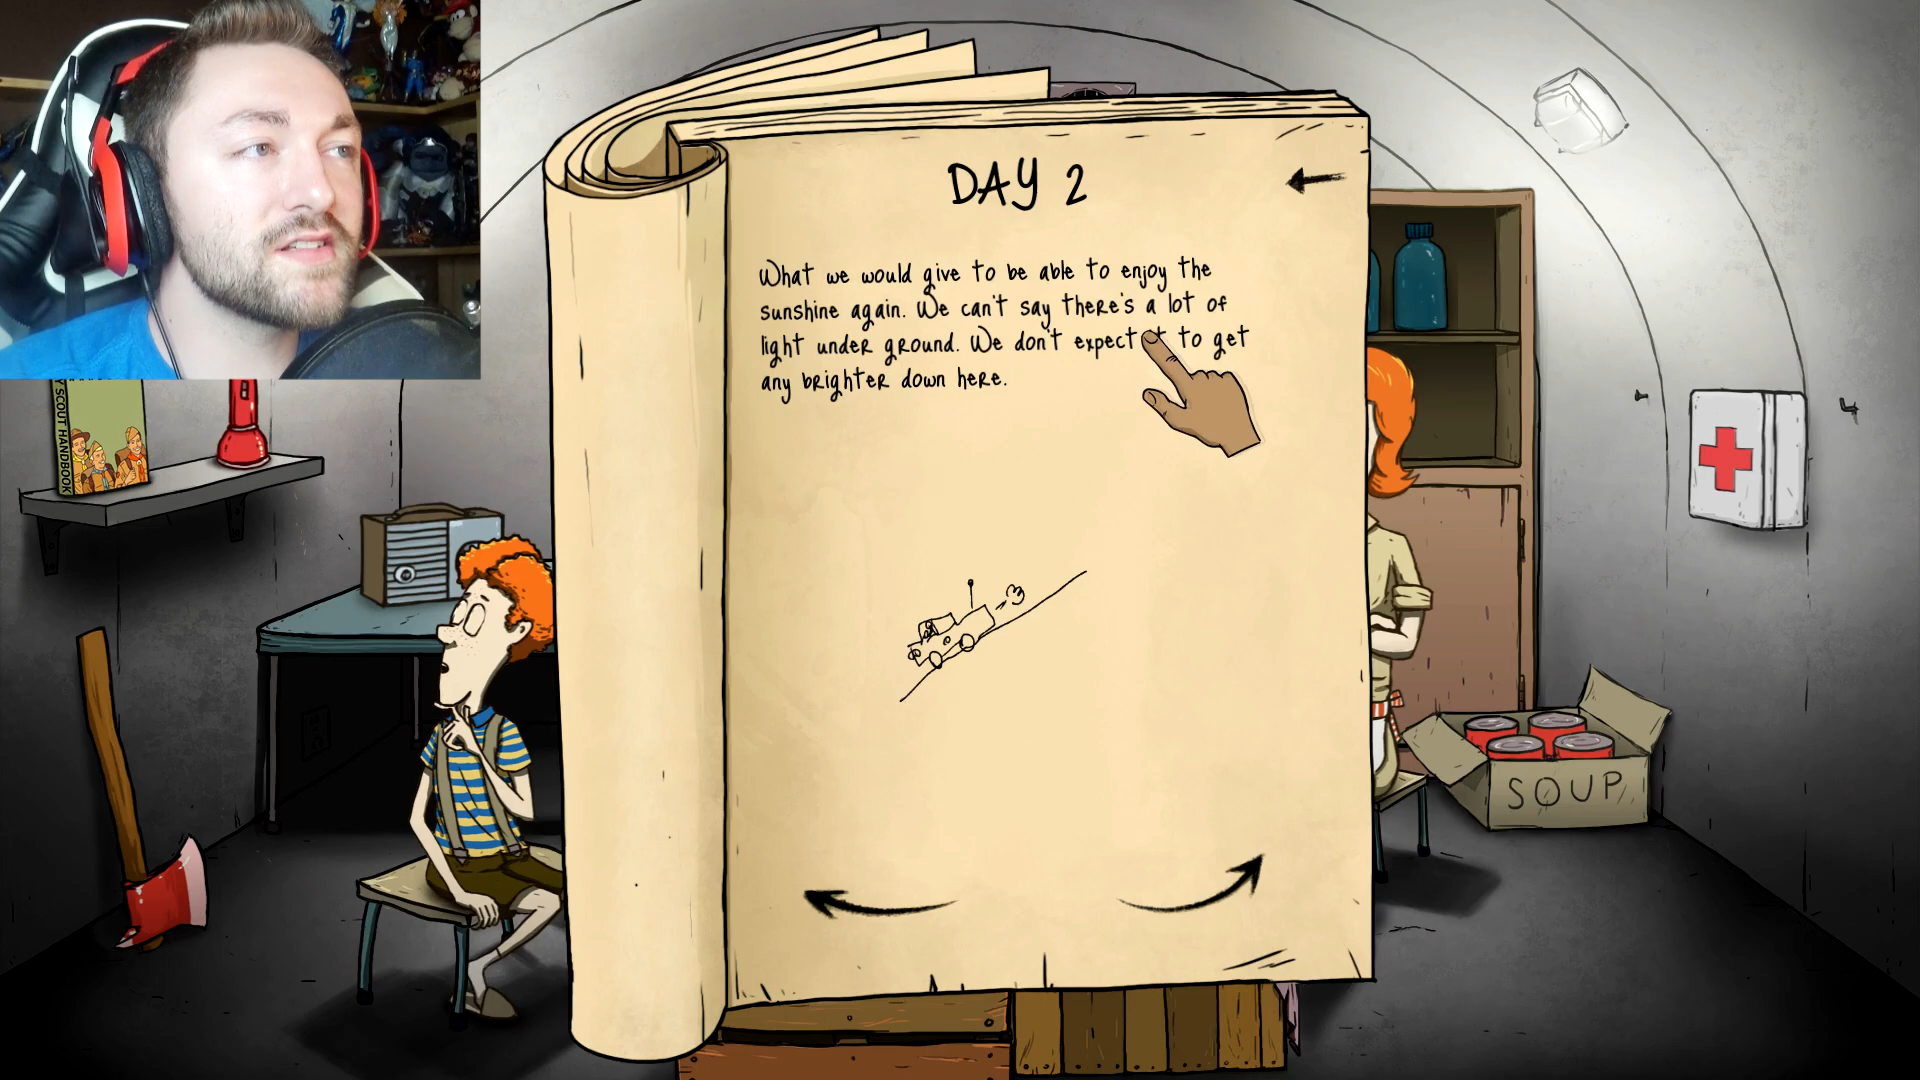 DAY 2
What we would give to be able to enjoy the
sunshine again. We can't say there's a lot of
light under ground. We don't expect to get
any brighter down here.
Y SCOUT HANDBOOK
SOUP